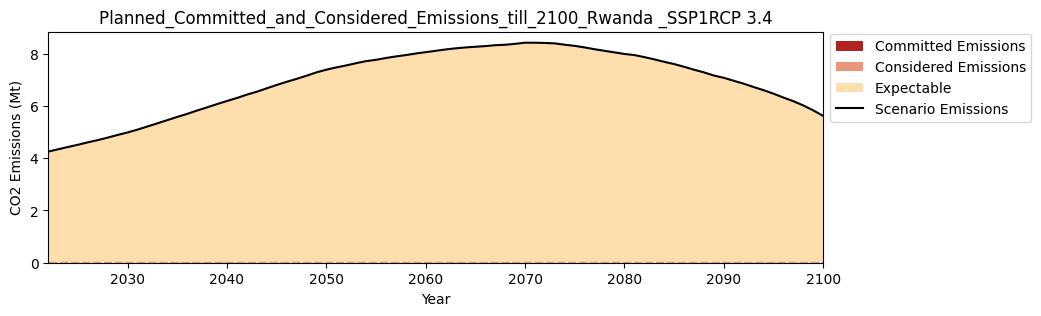 Planned_Committed_and_Considered_Emissions_till_2100_Rwanda _SSP1RCP 3.4
Committed Emissions
Considered Emissions
Expectable
Scenario Emissions
CO2 Emissions (Mt)
8
6
4
2
0
2030 2040 2050 2060 2070 2080 2090 2100
Year